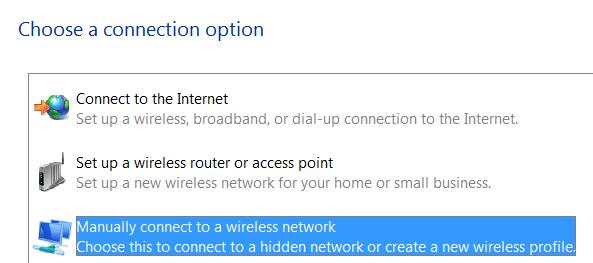 Choose a connection option
Connect to the Internet
Set up a wireless, broadband, or dial-up connection to the Internet.
Set up a wireless router or access point
Set up a new wireless network for your home or small business.
Manually connect to a wireless network
Choose this to connect to a hidden network or create a new wireless profile.